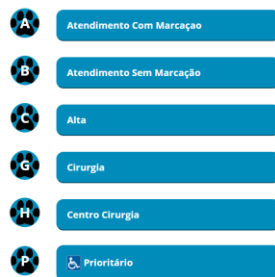 A Atendimento Com Marcaçao
B Atendimento Sem Marcação
C Alta
G Cirurgia
H Centro Cirurgia
P Prioritário